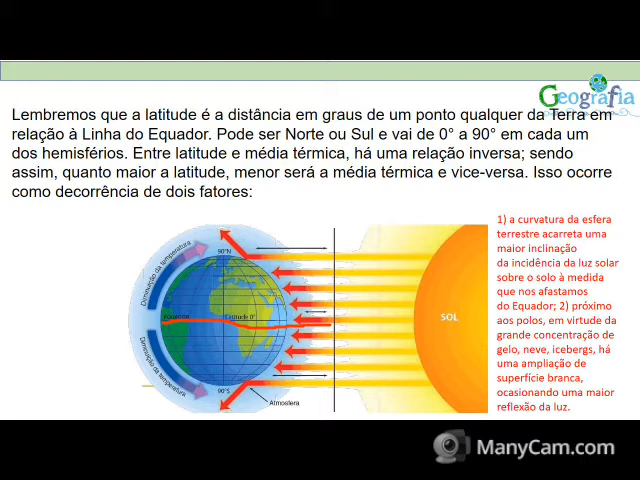 Geografia
Lembremos que a latitude é a distância em graus de um ponto qualquer da Terra em
relação à Linha do Equador. Pode ser Norte ou Sul e vai de 0° a 90° em cada um
dos hemisférios. Entre latitude e média térmica, há uma relação inversa; sendo
assim, quanto maior a latitude, menor será a média térmica e vice-versa. Isso ocorre
como decorrência de dois fatores:
1) a curvatura da esfera
terrestre acarreta uma
maior inclinação
da incidência da luz solar
sobre o solo à medida
que nos afastamos
do Equador; 2) próximo
aos polos, em virtude da
grande concentração de
gelo, neve, icebergs, há
uma ampliação de
superfície branca,
ocasionando uma maior
reflexão da luz.
Diminuição da temperatura
90°N
Equador
Latitude 0°
SOL
Diminuição da temperatura
90°S
Atmosfera
ManyCam.com